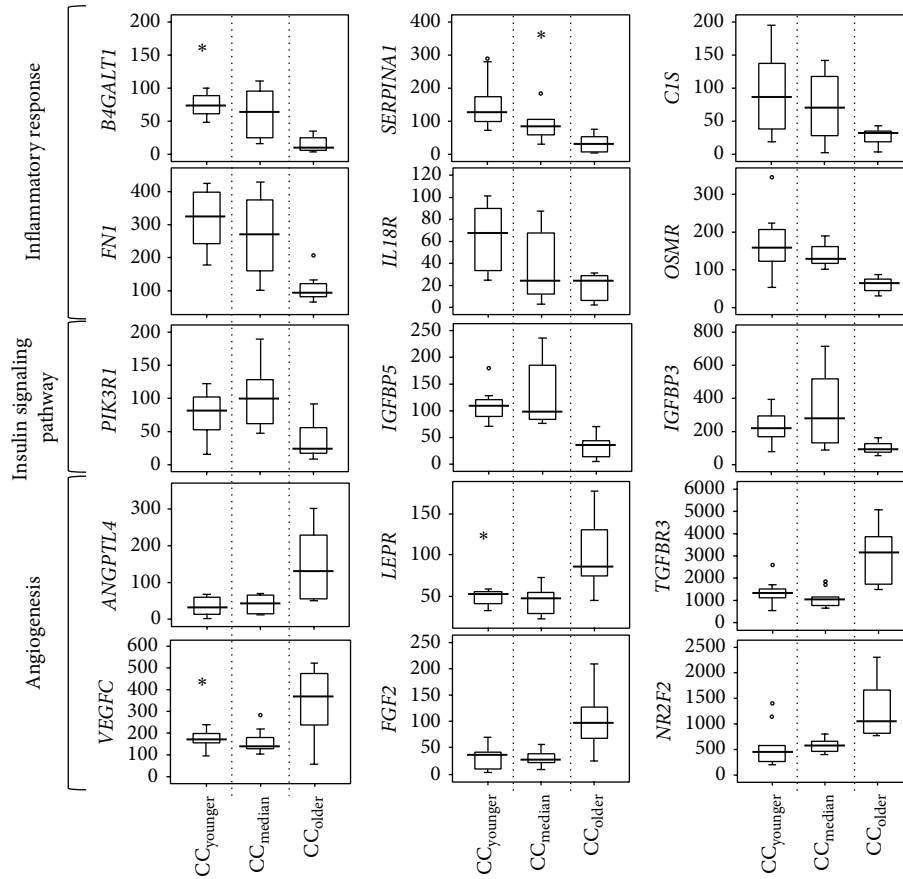 Inflammatory response
Insulin signaling
pathway
Angiogenesis
B4GALT1
200
150
100
50
0
*
SERPINA1
400
300
200
100
0
*
C1S
200
150
100
50
0
FN1
400
300
200
100
IL18R
120
100
80
60
40
20
0
OSMR
300
200
100
0
PIK3R1
200
150
100
50
0
IGFBP5
250
200
150
100
50
0
IGFBP3
800
600
400
200
0
ANGPTL4
300
200
100
0
LEPR
150
100
50
*
TGFBR3
6000
5000
4000
3000
2000
1000
0
VEGFC
600
500
400
300
200
100
0
*
FGF2
250
200
150
100
50
0
NR2F2
2500
2000
1500
1000
500
0
CCyounger
CCmedian
CColder
CCyounger
CCmedian
CColder
CCyounger
CCmedian
CColder